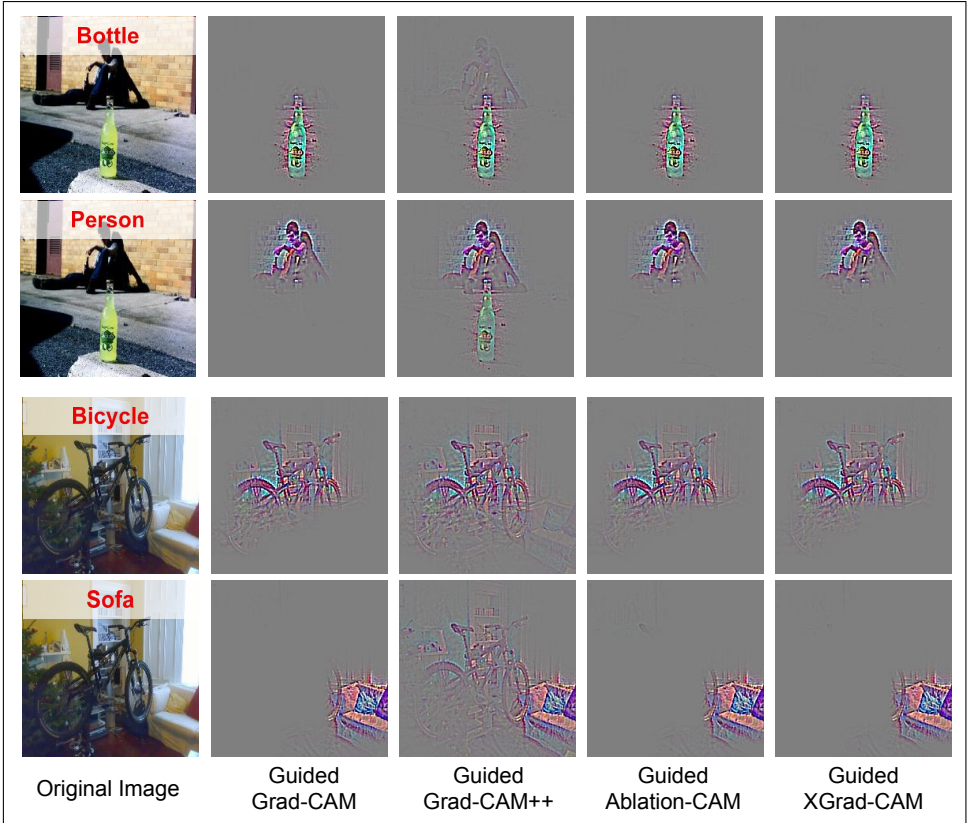 Bottle
Person
Bicycle
Sofa
Original Image
Guided
Grad-CAM
Guided
Grad-CAM++
Guided
Ablation-CAM
Guided
XGrad-CAM